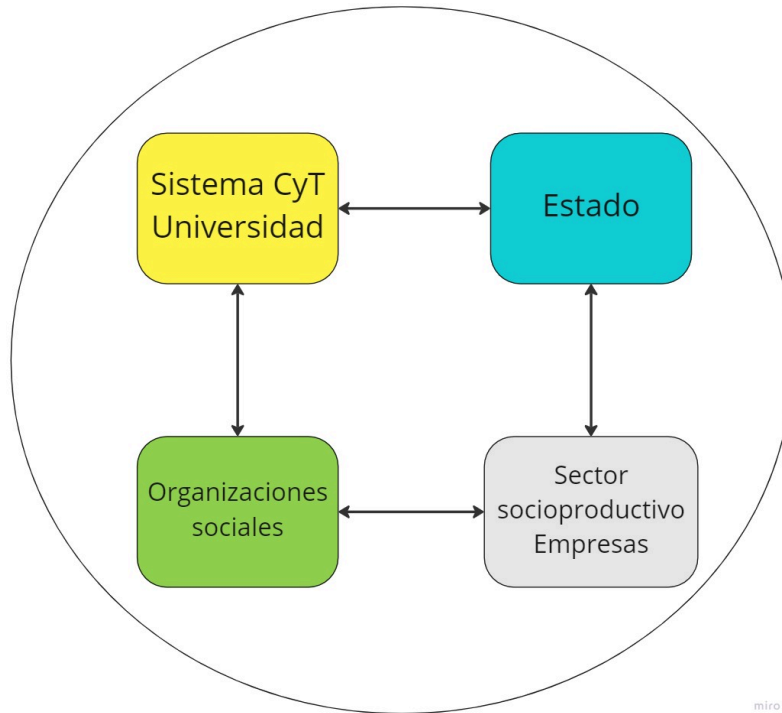 Sistema CyT
Universidad
Estado
Organizaciones
sociales
Sector
socioproductivo
Empresas
miro